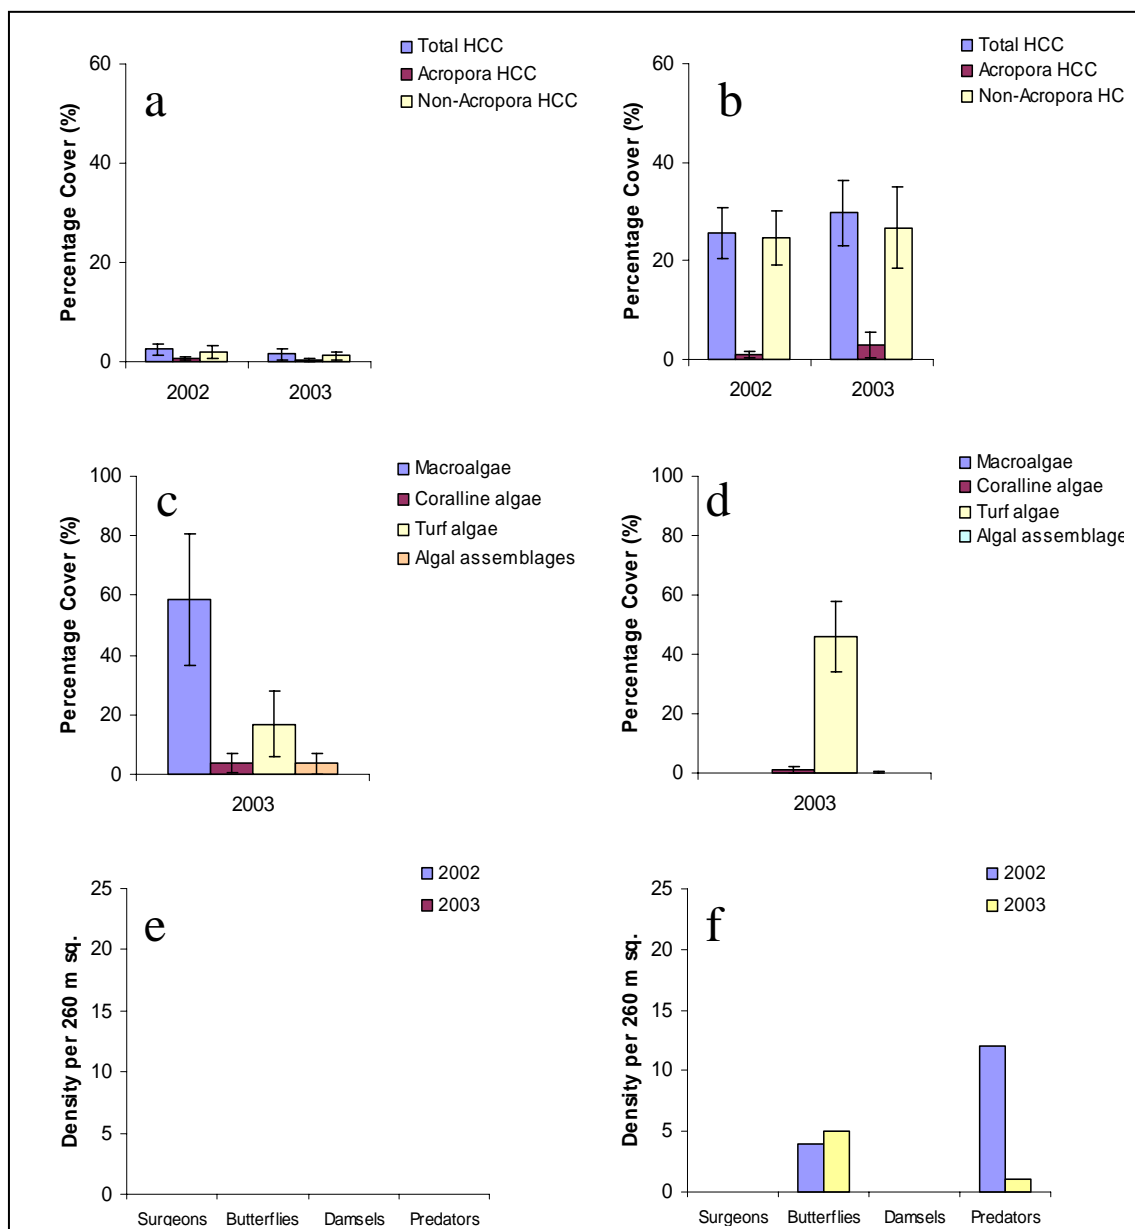 Total HCC
Acropora HCC
Non-Acropora HCC
a
Percentage Cover (%)
60
40
20
0
2002 2003
Total HCC
Acropora HCC
Non-Acropora HC
b
Percentage Cover (%)
60
40
20
0
2002 2003
Macroalgae
Coralline algae
Turf algae
Algal assemblages
c
Percentage Cover (%)
100
80
60
40
20
0
2003
Macroalgae
Coralline algae
Turf algae
Algal assemblage
d
Percentage Cover (%)
100
80
60
40
20
0
2003
2002
2003
e
Density per 260 m sq.
25
20
15
10
5
0
Surgeons Butterflies Damsels Predators
2002
2003
f
Density per 260 m sq.
25
20
15
10
5
0
Surgeons Butterflies Damsels Predators